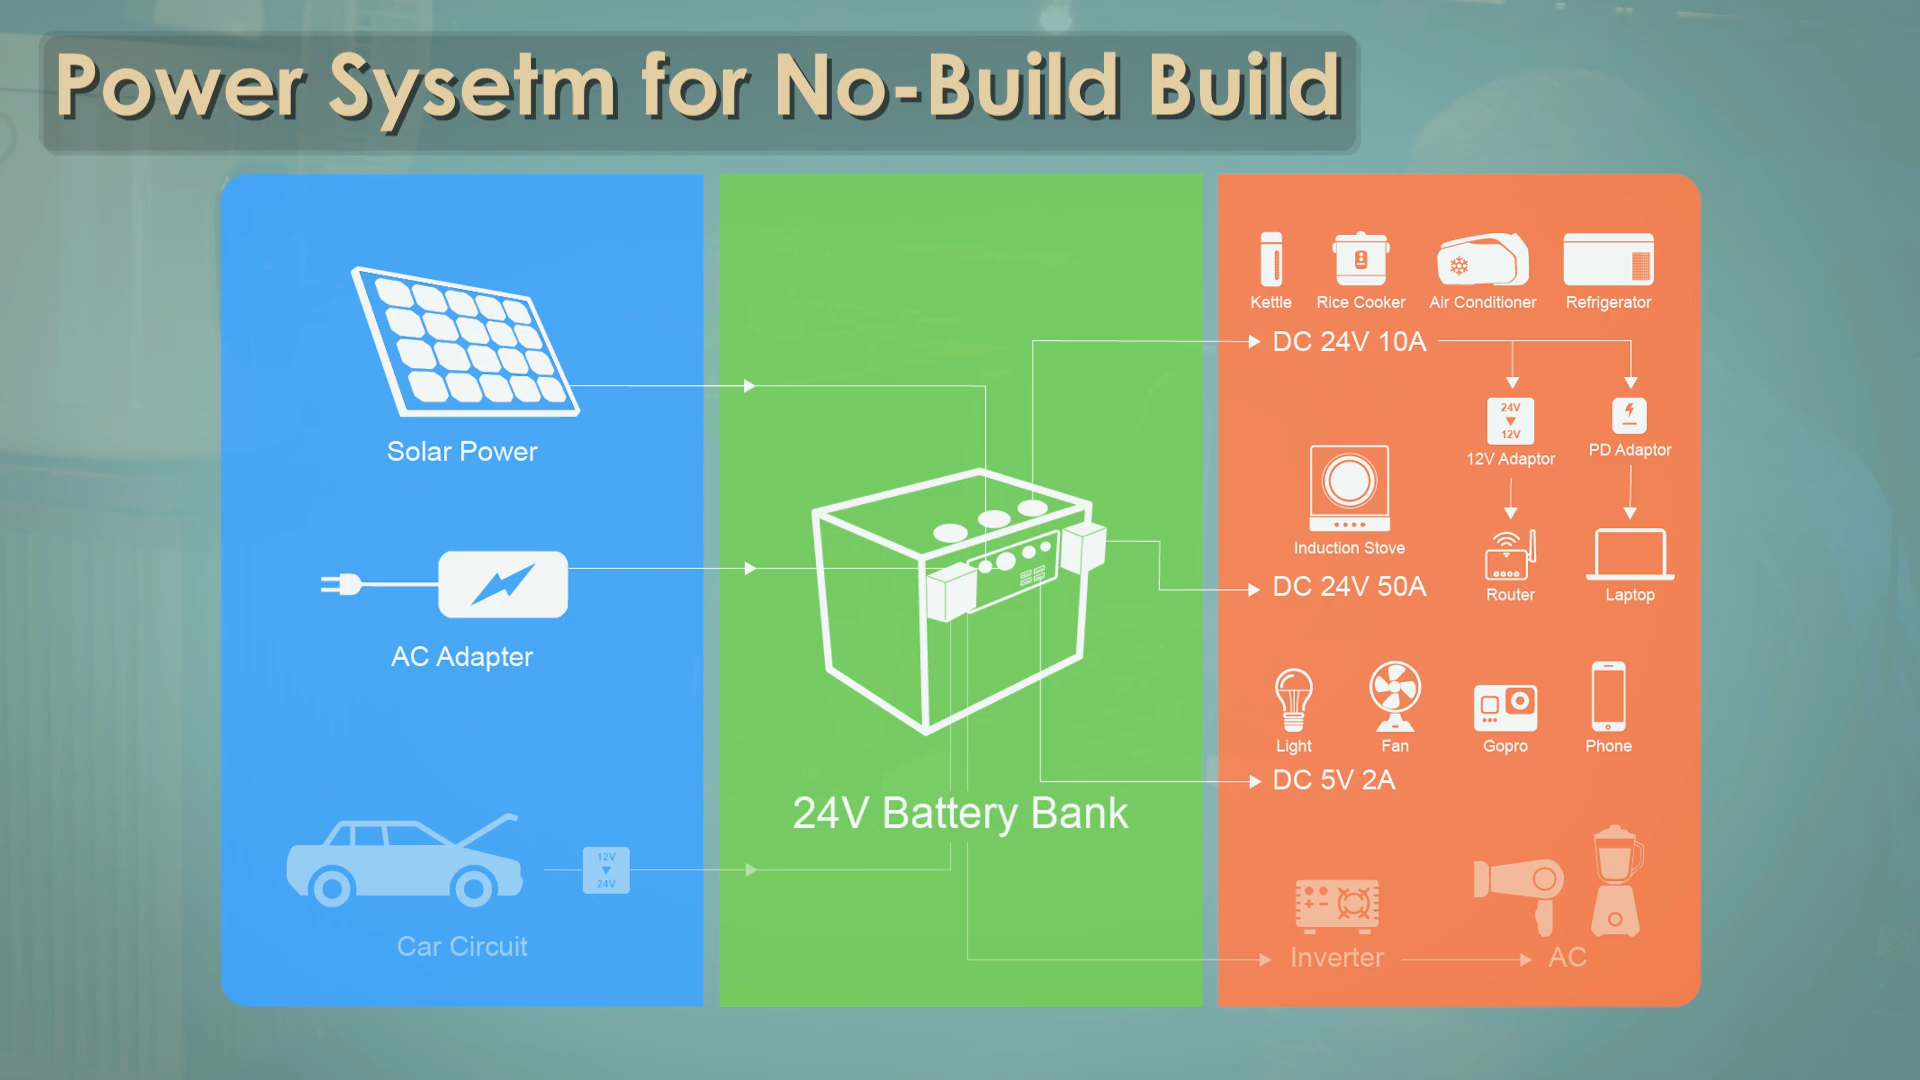 Power Sysetm for No-Build Build
Solar Power
AC Adapter
12V
24V
Car Circuit
24V Battery Bank
Kettle
Rice Cooker
Air Conditioner
Refrigerator
DC 24V 10A
24V
12V
12V Adaptor
PD Adaptor
Induction Stove
DC 24V 50A
Router
Laptop
Light
Fan
Gopro
Phone
DC 5V 2A
Inverter
AC